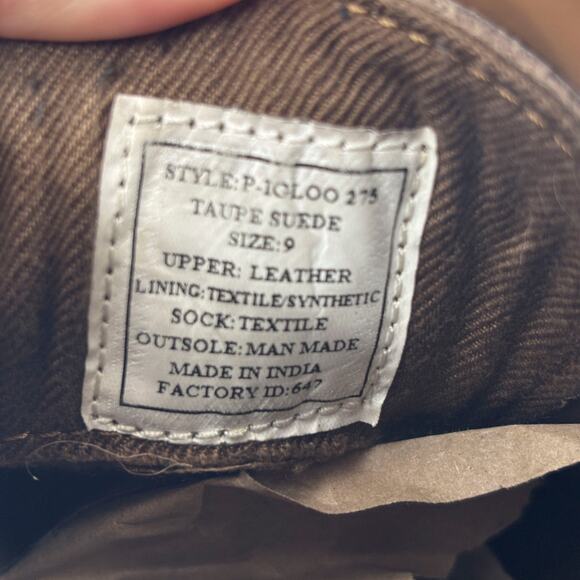 STYLE: P-IGLOO 275
TAUPE SUEDE
SIZE: 9
UPPER: LEATHER
LINING: TEXTILE/SYNTHETIC
SOCK: TEXTILE
OUTSOLE: MAN MADE
MADE IN INDIA
FACTORY ID: 647